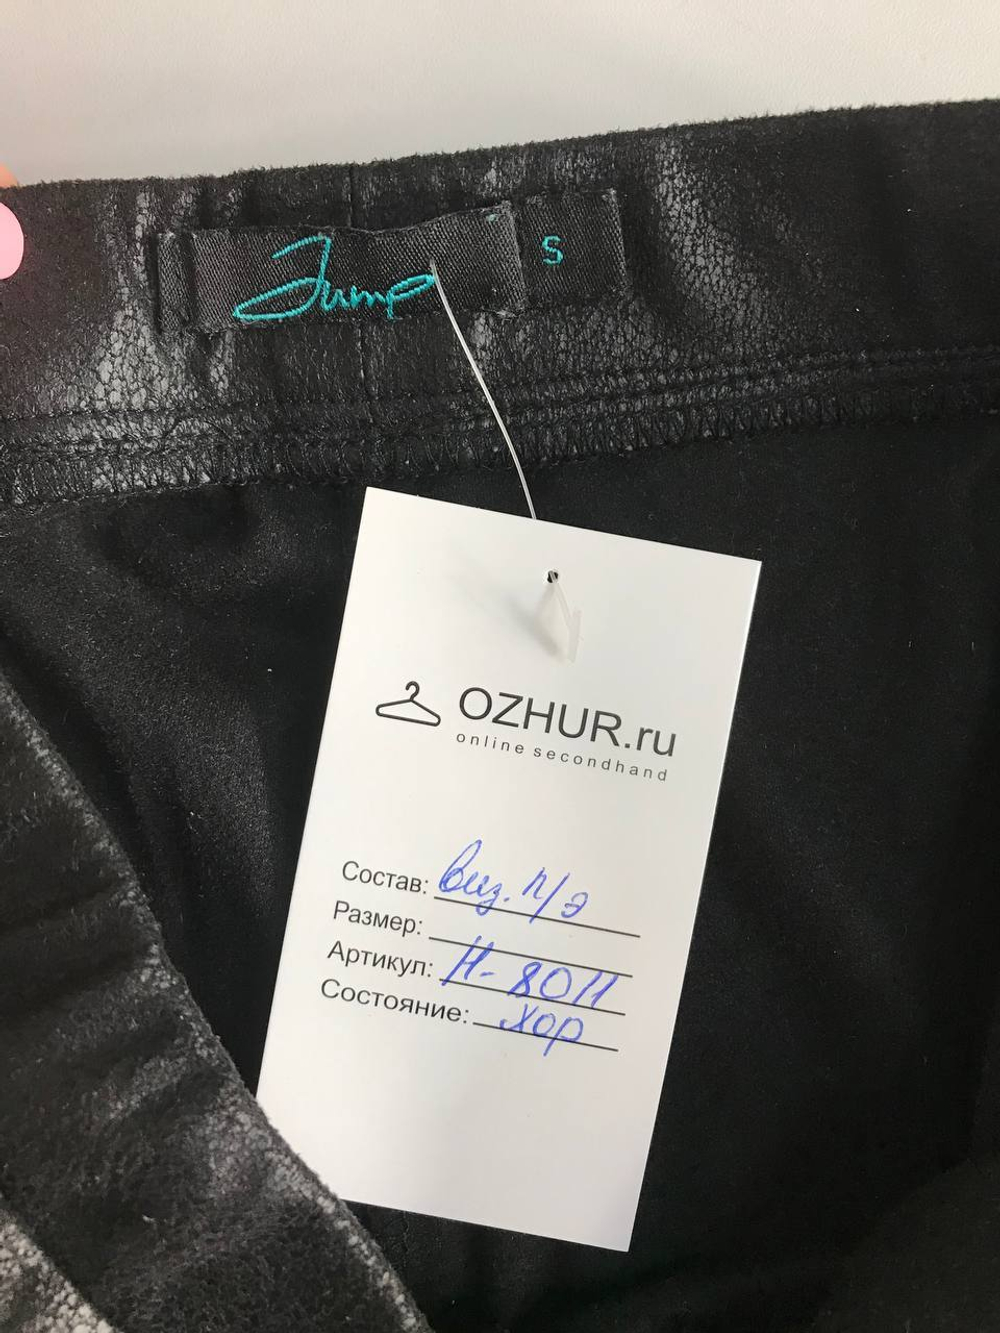 Jump
S
OZHUR.ru
online secondhand
Состав: виз. п/э
Размер:
Артикул: Н-8011
Состояние: хор